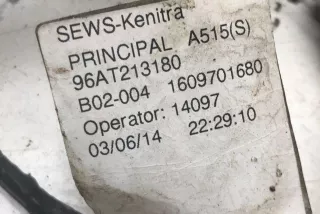 SEWS-Kenitra
PRINCIPAL A515(S)
96AT213180
B02-004 1609701680
Operator: 14097
03/06/14 22:29:10